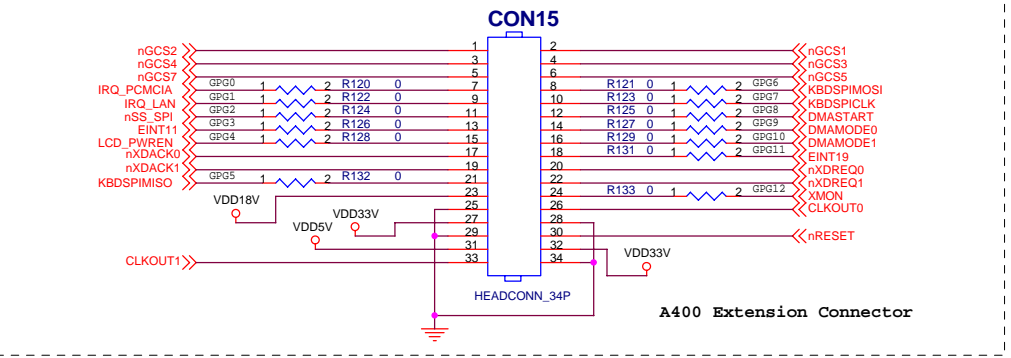 CON15
nGCS2 1 2 nGCS1
nGCS4 3 4 nGCS3
nGCS7 5 6 nGCS5
IRQ_PCMCIA GPG0 1 2 R120 0 7 8 R121 0 1 2 GPG6 KBDSPIMOSI
IRQ_LAN GPG1 1 2 R122 0 9 10 R123 0 1 2 GPG7 KBDSPICLK
nSS_SPI GPG2 1 2 R124 0 11 12 R125 0 1 2 GPG8 DMASTART
EINT11 GPG3 1 2 R126 0 13 14 R127 0 1 2 GPG9 DMAMODE0
LCD_PWREN GPG4 1 2 R128 0 15 16 R129 0 1 2 GPG10 DMAMODE1
nXDACK0 17 18 R131 0 1 2 GPG11 EINT19
nXDACK1 19 20 nXDREQ0
KBDSPIMISO GPG5 1 2 R132 0 21 22 nXDREQ1
23 24 R133 0 1 2 GPG12 XMON
VDD18V 25 26 CLKOUT0
VDD33V 27 28
VDD5V 29 30 nRESET
31 32 VDD33V
CLKOUT1 33 34
HEADCONN_34P
A400 Extension Connector